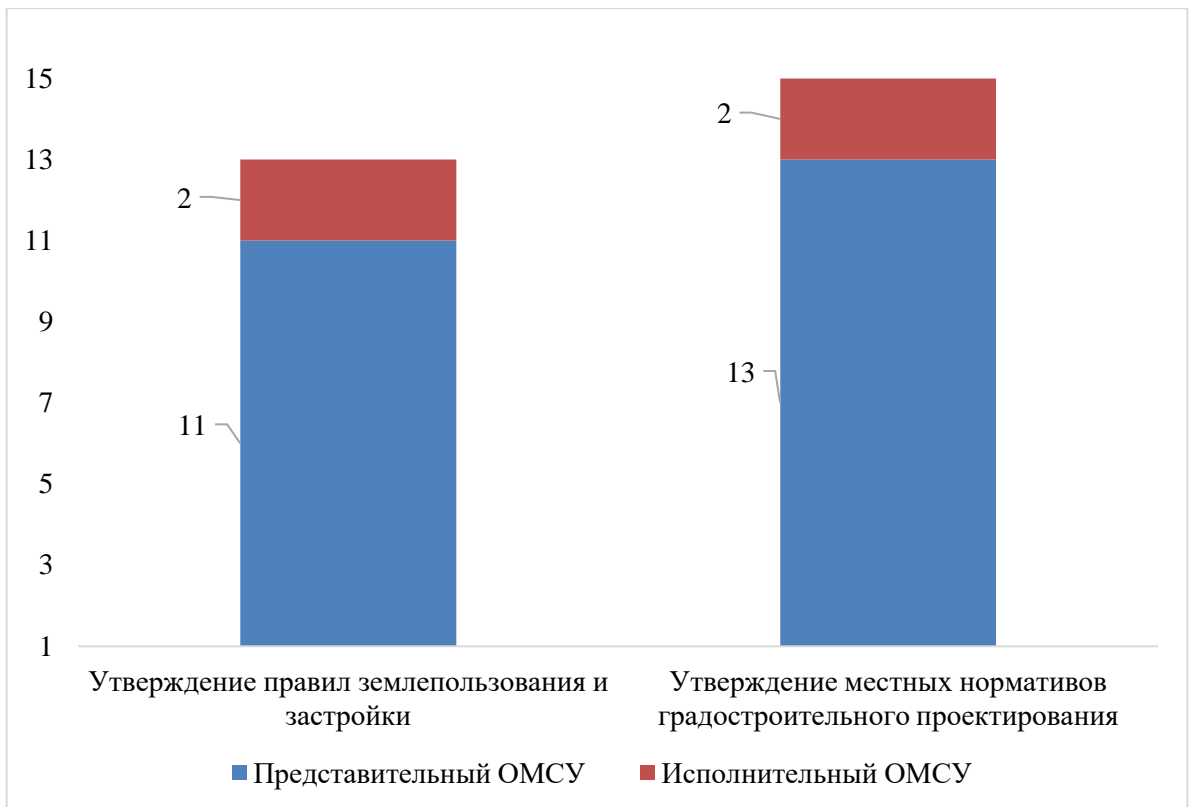 15
13
11
9
7
5
3
1
2
11
2
13
Утверждение правил землепользования и
застройки
Утверждение местных нормативов
градостроительного проектирования
Представительный ОМСУ
Исполнительный ОМСУ